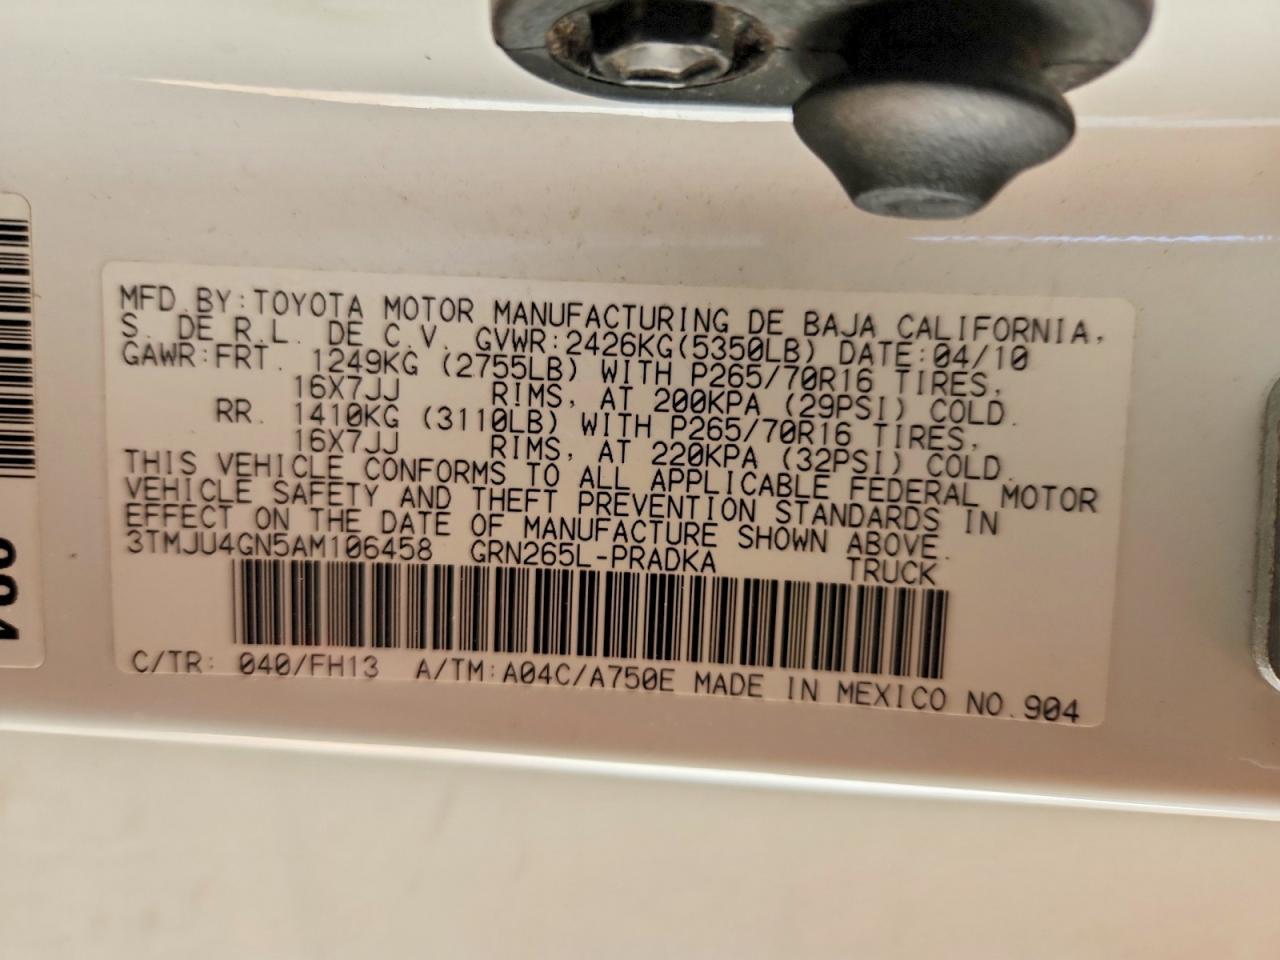 MFD. BY: TOYOTA MOTOR MANUFACTURING DE BAJA CALIFORNIA,
S. DE R.L. DE C.V. GVWR: 2426KG(5350LB) DATE: 04/10
GAWR: FRT. 1249KG (2755LB) WITH P265/70R16 TIRES,
16X7JJ RIMS, AT 200KPA (29PSI) COLD.
RR. 1410KG (3110LB) WITH P265/70R16 TIRES,
16X7JJ RIMS, AT 220KPA (32PSI) COLD.
THIS VEHICLE CONFORMS TO ALL APPLICABLE FEDERAL MOTOR
VEHICLE SAFETY AND THEFT PREVENTION STANDARDS IN
EFFECT ON THE DATE OF MANUFACTURE SHOWN ABOVE.
3TMJU4GN5AM106458 GRN265L-PRADKA TRUCK
C/TR: 040/FH13 A/TM: A04C/A750E MADE IN MEXICO NO. 904